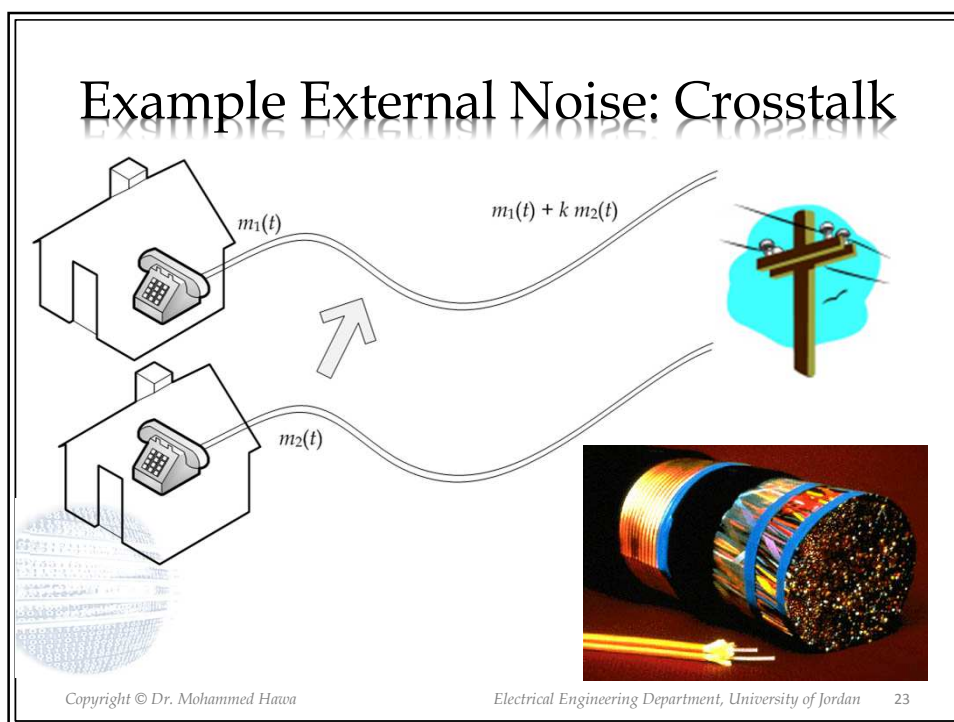 Example External Noise: Crosstalk
m₁(t)
m₁(t) + k m₂(t)
m₂(t)
Copyright © Dr. Mohammed Hawa
Electrical Engineering Department, University of Jordan
23